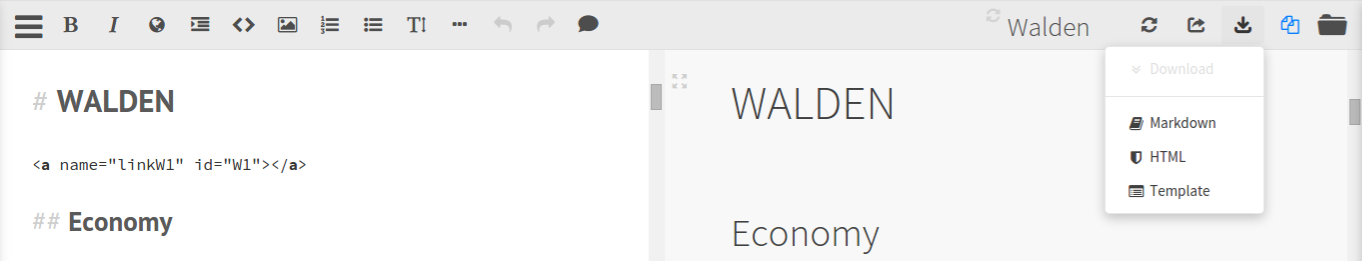 B I T
Walden
Download
Markdown
HTML
Template
# WALDEN
<a name="linkW1" id="W1"></a>
## Economy
WALDEN
Economy